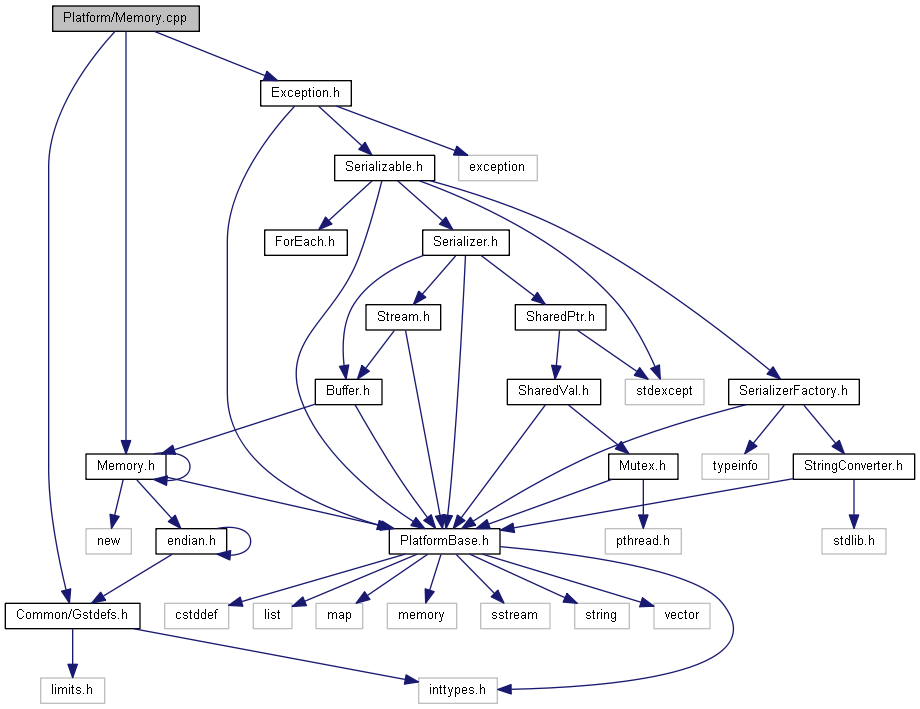 Platform/Memory.cpp
Exception.h
Serializable.h
exception
ForEach.h
Serializer.h
Stream.h
SharedPtr.h
Buffer.h
SharedVal.h
stdexcept
SerializerFactory.h
Memory.h
Mutex.h
typeinfo
StringConverter.h
new
endian.h
PlatformBase.h
pthread.h
stdlib.h
Common/Gstdefs.h
cstddef
list
map
memory
sstream
string
vector
limits.h
inttypes.h